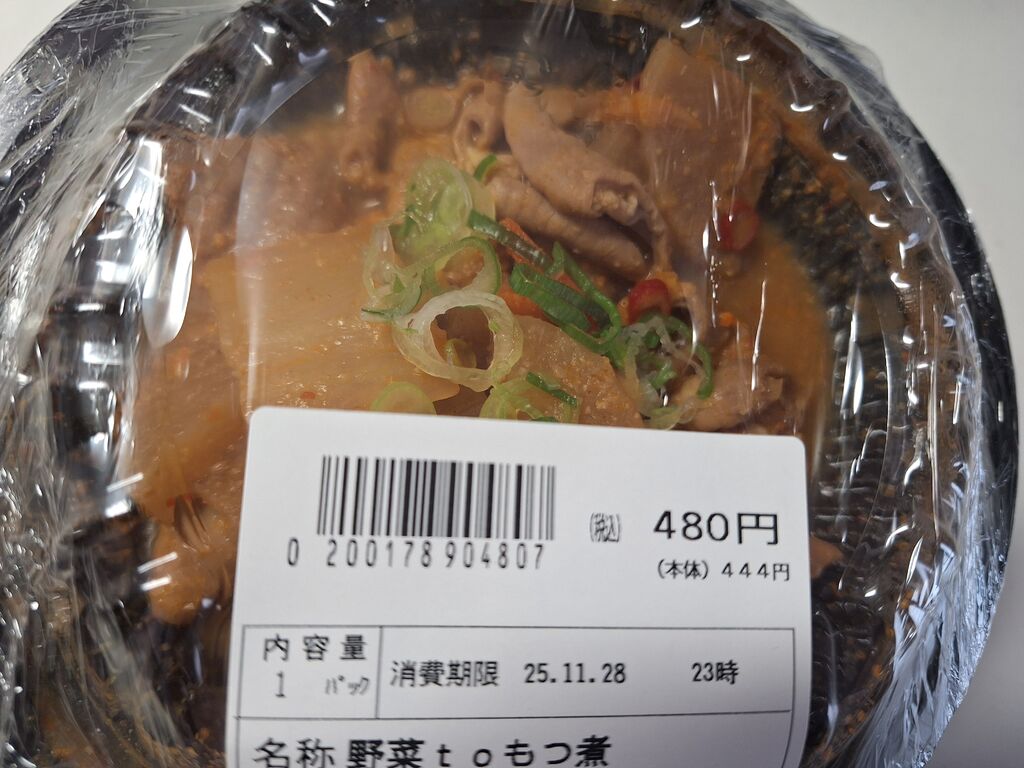 0 200178 904807
(税込) 480円
(本体) 444円
内容量
1 パック
消費期限 25.11.28 23時
名称 野菜toもつ煮